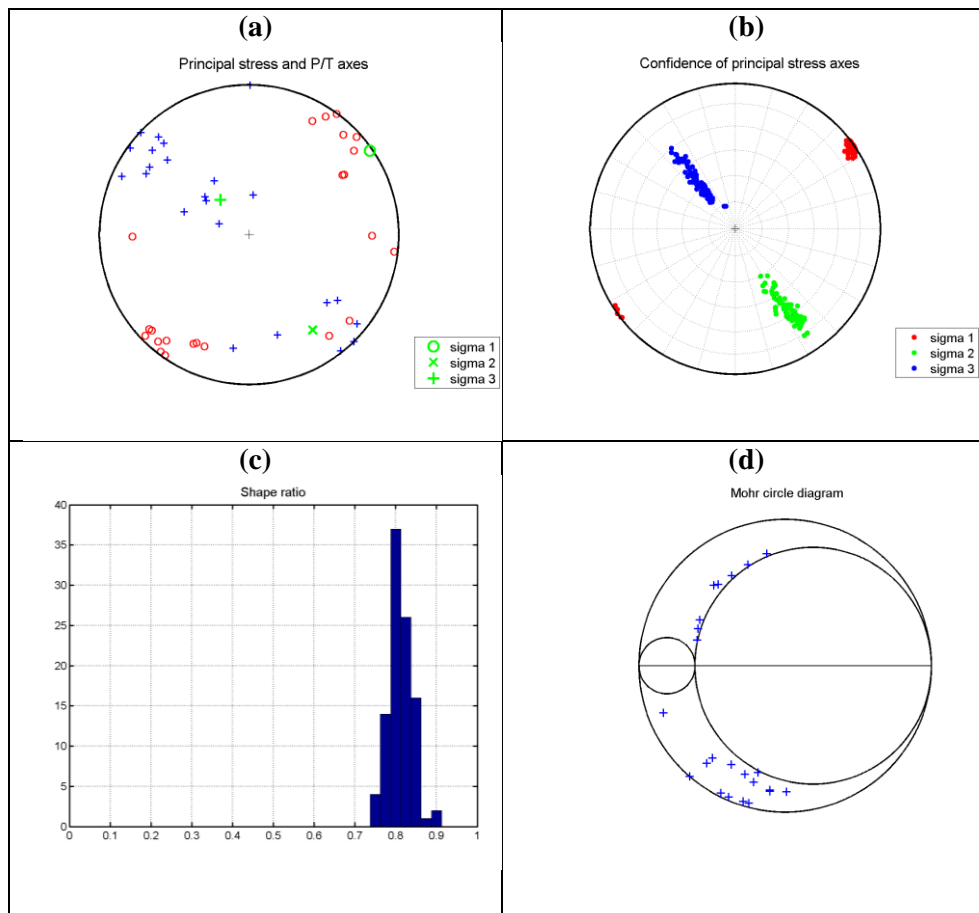 (a)
Principal stress and P/T axes
sigma 1
sigma 2
sigma 3
(b)
Confidence of principal stress axes
sigma 1
sigma 2
sigma 3
(c)
Shape ratio
40
35
30
25
20
15
10
5
0
0 0.1 0.2 0.3 0.4 0.5 0.6 0.7 0.8 0.9 1
(d)
Mohr circle diagram